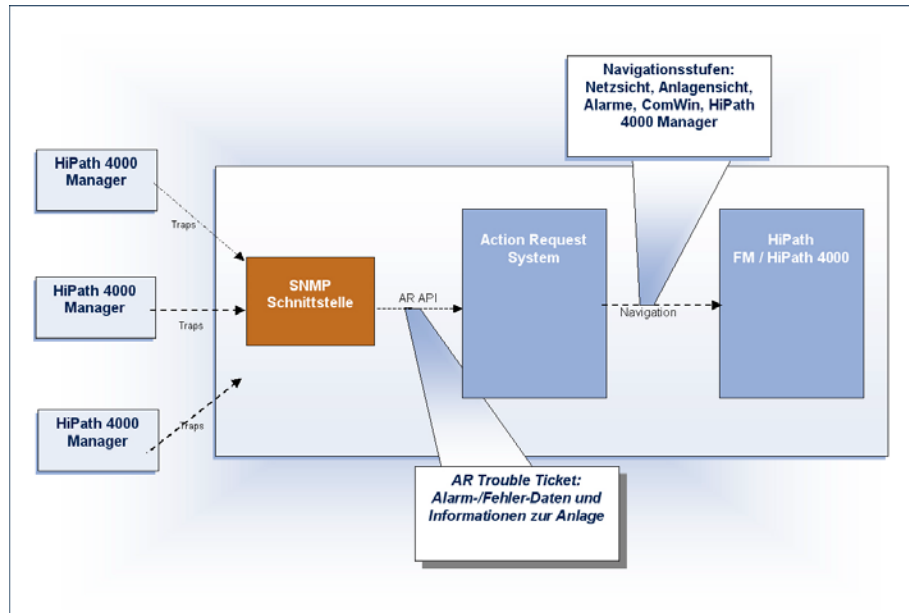 Navigationsstufen:
Netzsicht, Anlagensicht,
Alarme, ComWin, HiPath
4000 Manager
HiPath 4000
Manager
Traps
HiPath 4000
Manager
Traps
HiPath 4000
Manager
Traps
SNMP
Schnittstelle
AR API
Action Request
System
Navigation
HiPath
FM / HiPath 4000
AR Trouble Ticket:
Alarm-/Fehler-Daten und
Informationen zur Anlage